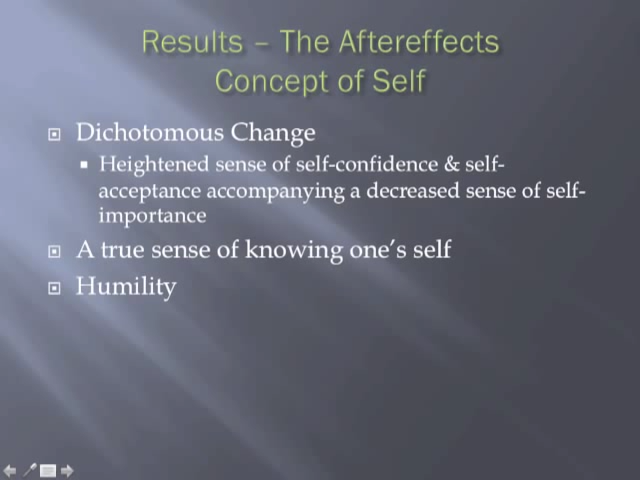 Results – The Aftereffects
Concept of Self
Dichotomous Change
Heightened sense of self-confidence & self-
acceptance accompanying a decreased sense of self-
importance
A true sense of knowing one’s self
Humility